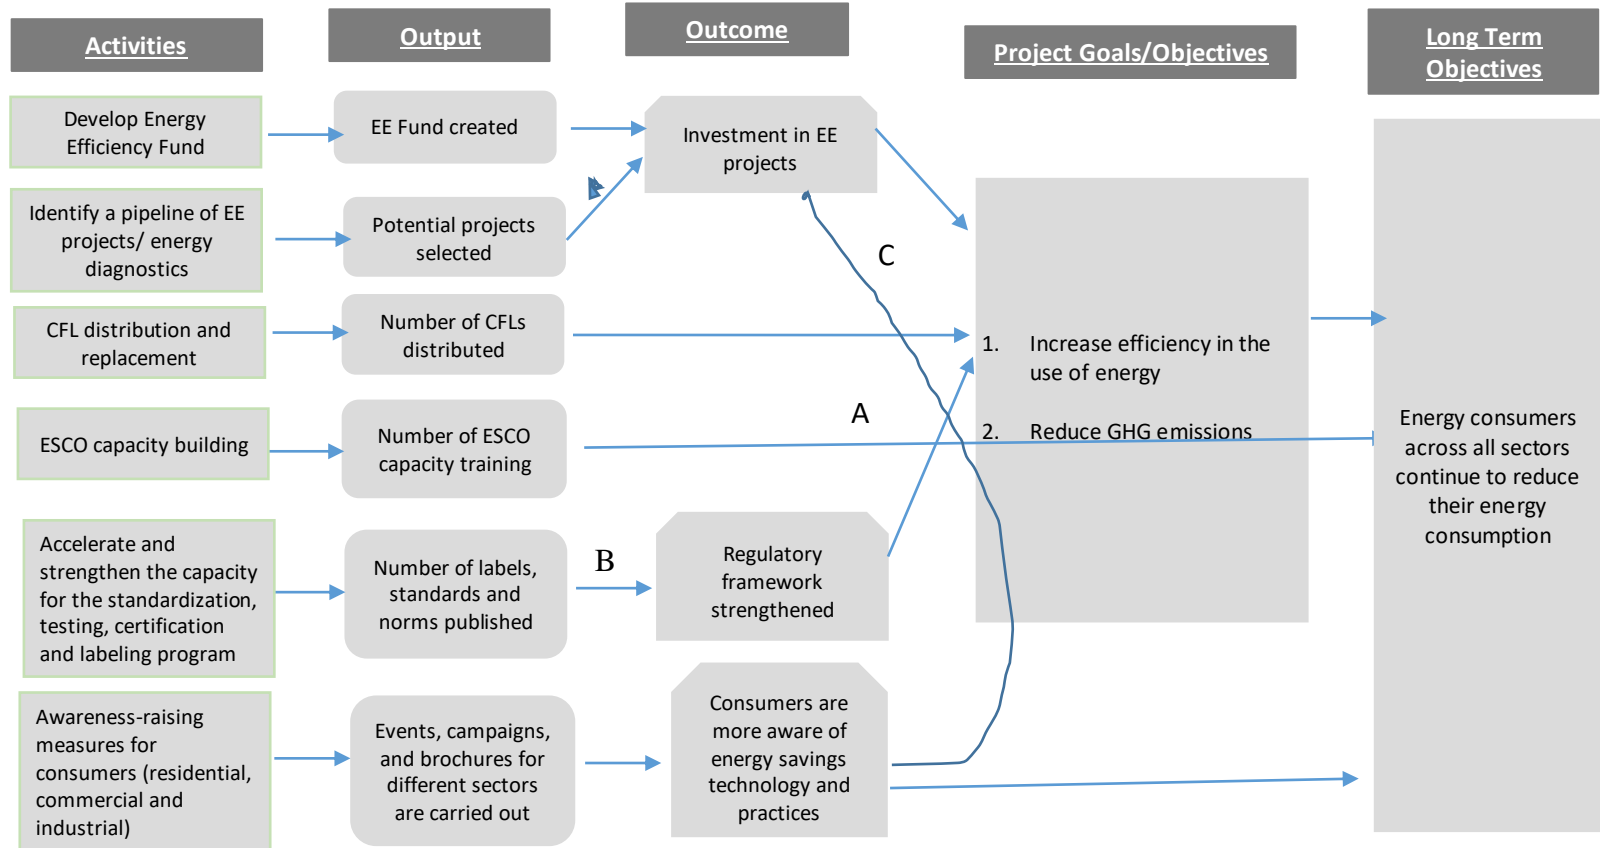 Activities
Output
Outcome
Project Goals/Objectives
Long Term
Objectives
Develop Energy
Efficiency Fund
EE Fund created
Investment in EE
projects
Identify a pipeline of EE
projects/ energy
diagnostics
Potential projects
selected
C
CFL distribution and
replacement
Number of CFLs
distributed
1. Increase efficiency in the
use of energy
2. Reduce GHG emissions
Energy consumers
across all sectors
continue to reduce
their energy
consumption
ESCO capacity building
Number of ESCO
capacity training
A
Accelerate and
strengthen the capacity
for the standardization,
testing, certification
and labeling program
Number of labels,
standards and
norms published
B
Regulatory
framework
strengthened
Awareness-raising
measures for
consumers (residential,
commercial and
industrial)
Events, campaigns,
and brochures for
different sectors
are carried out
Consumers are
more aware of
energy savings
technology and
practices